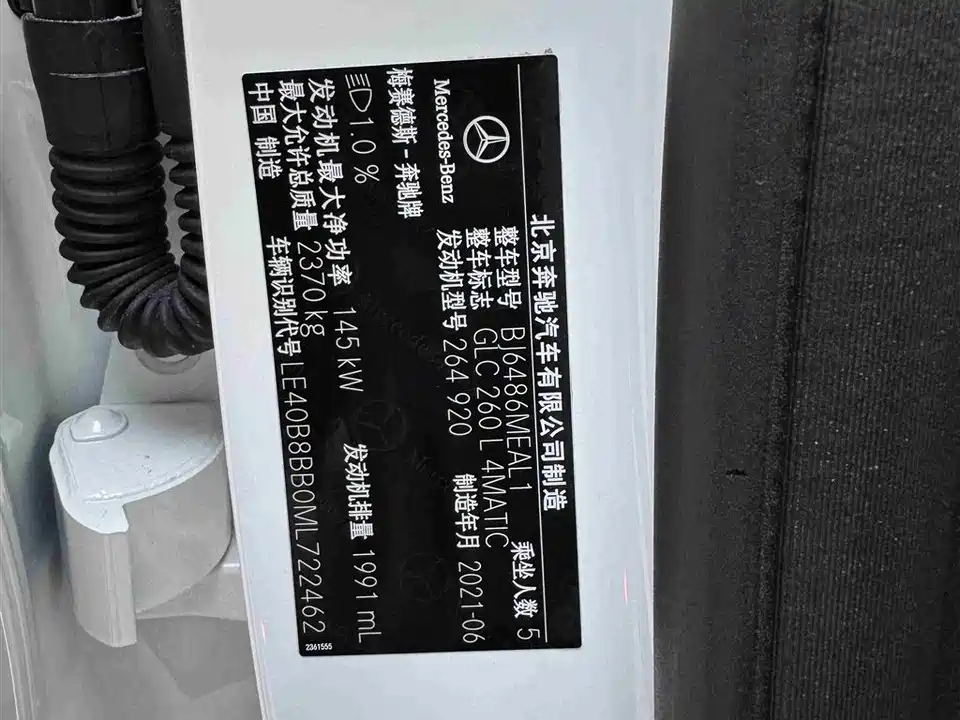 北京奔驰汽车有限公司制造
Mercedes-Benz
梅赛德斯-奔驰牌
整车型号 BJ6486MEAL1 乘坐人数 5
整车标志 GLC 260 L 4MATIC
发动机型号 264 920 制造年月 2021-06
1.0 %
发动机最大净功率 145 kW 发动机排量 1991 mL
最大允许总质量 2370 kg
中国 制造 车辆识别代号 LE40B8BB0ML722462
2361555